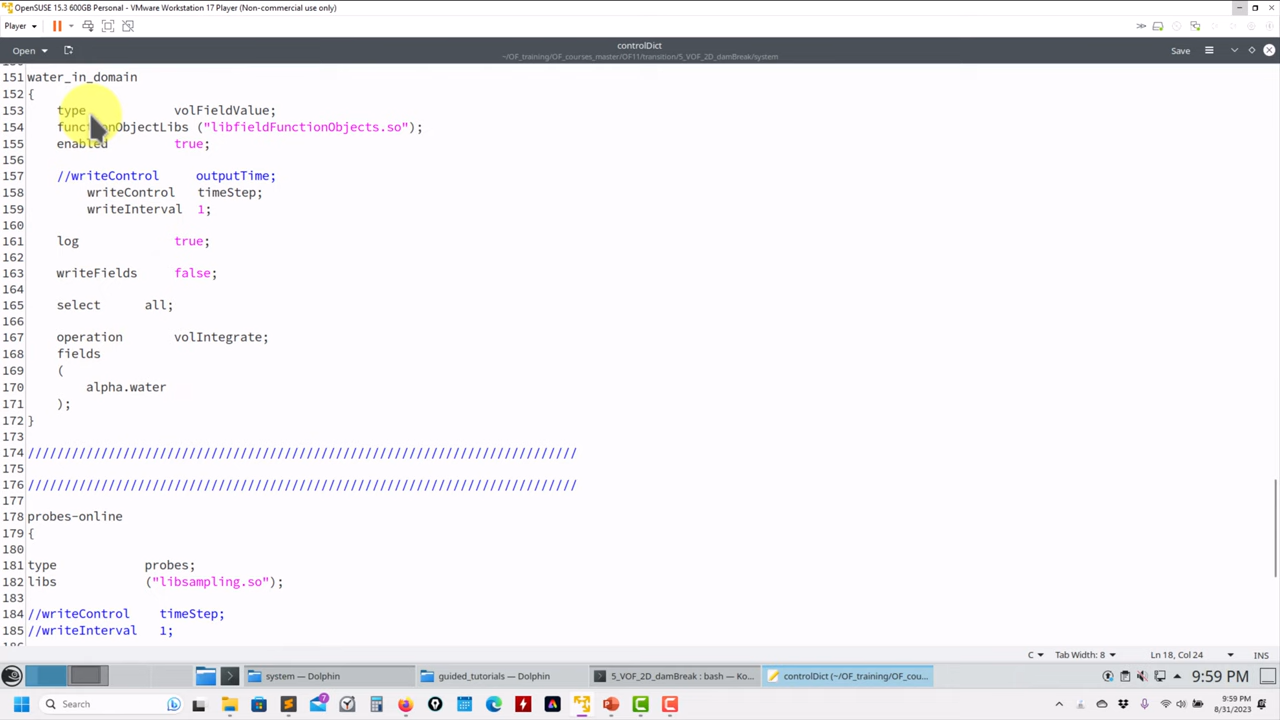 OpenSUSE 15.3 600GB Personal - VMware Workstation 17 Player (Non-commercial use only)
Player
Open
controlDict
~/OF_training/OF_courses_master/OF11/transition/5_VOF_2D_damBreak/system
Save
151 water_in_domain
152 {
153 type volFieldValue;
154 functionObjectLibs ("libfieldFunctionObjects.so");
155 enabled true;
156
157 //writeControl outputTime;
158 writeControl timeStep;
159 writeInterval 1;
160
161 log true;
162
163 writeFields false;
164
165 select all;
166
167 operation volIntegrate;
168 fields
169 (
170 alpha.water
171 );
172 }
173
174 ////////////////////////////////////////////////////////////////////////////
175
176 ////////////////////////////////////////////////////////////////////////////
177
178 probes-online
179 {
180
181 type probes;
182 libs ("libsampling.so");
183
184 //writeControl timeStep;
185 //writeInterval 1;
C Tab Width: 8 Ln 18, Col 24 INS
system — Dolphin
guided_tutorials — Dolphin
5_VOF_2D_damBreak : bash — Ko...
controlDict (~/OF_training/OF_cou...
9:59 PM
Search
7
9:59 PM
8/31/2023